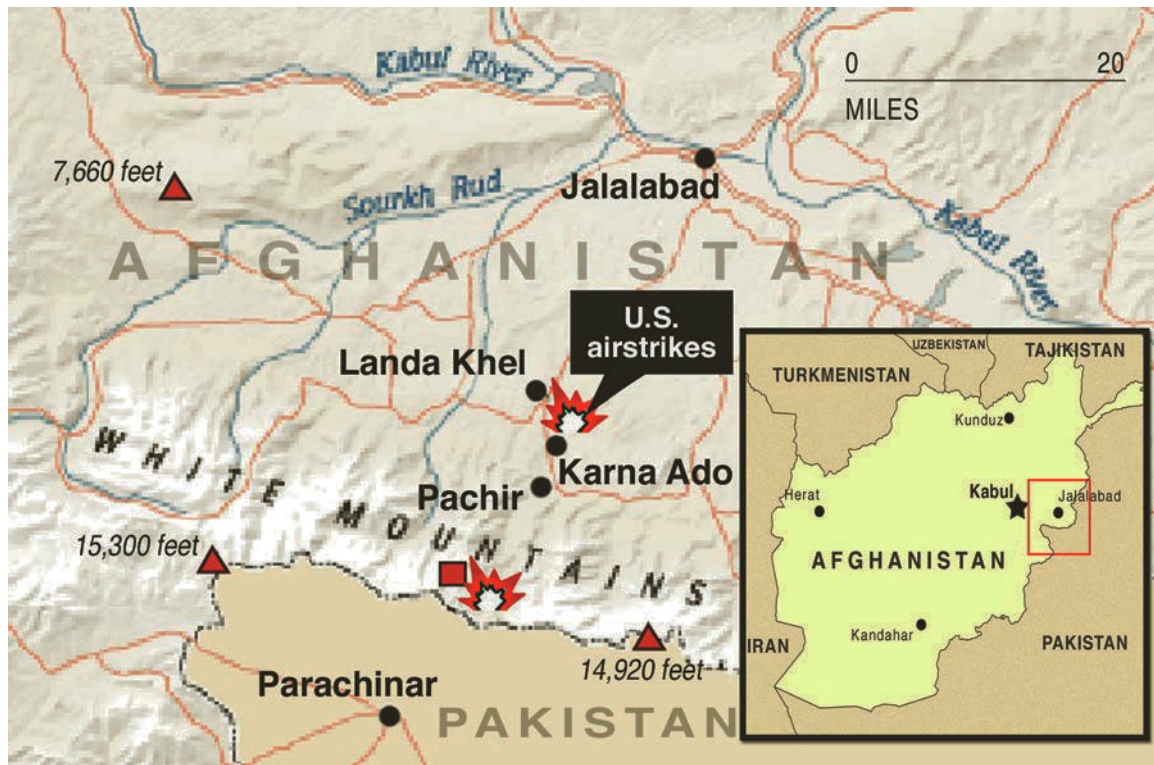 Kabul River
0 20
MILES
7,660 feet
Jalalabad
Sourkh Rud
Kabul River
AFGHANISTAN
U.S.
airstrikes
Landa Khel
Karna Ado
Pachir
WHITE MOUNTAINS
15,300 feet
14,920 feet
Parachinar
PAKISTAN
UZBEKISTAN
TAJIKISTAN
TURKMENISTAN
Kunduz
Kabul
Jalalabad
Herat
AFGHANISTAN
Kandahar
IRAN
PAKISTAN